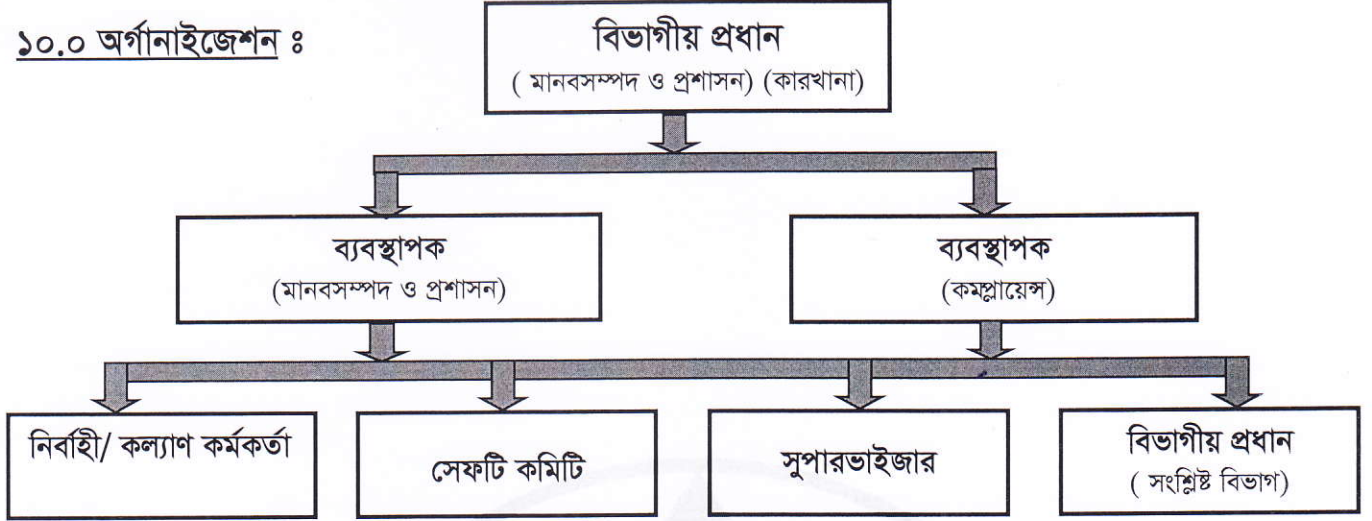 ১০.০ অর্গানাইজেশন ঃ
বিভাগীয় প্রধান
( মানবসম্পদ ও প্রশাসন) (কারখানা)
ব্যবস্থাপক
(মানবসম্পদ ও প্রশাসন)
ব্যবস্থাপক
(কমপ্লায়েন্স)
নির্বাহী/ কল্যাণ কর্মকর্তা
সেফটি কমিটি
সুপারভাইজার
বিভাগীয় প্রধান
( সংশ্লিষ্ট বিভাগ)